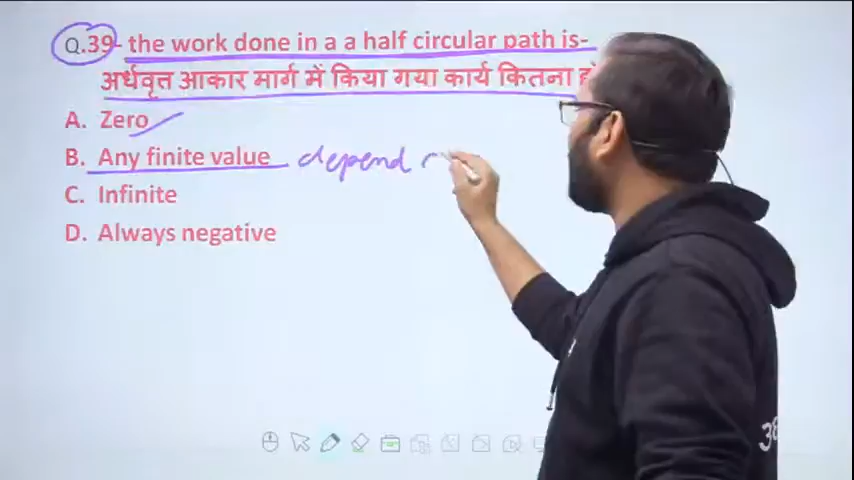 Q.39- the work done in a a half circular path is-
अर्धवृत्त आकार मार्ग में किया गया कार्य कितना
A. Zero
B. Any finite value depend
C. Infinite
D. Always negative